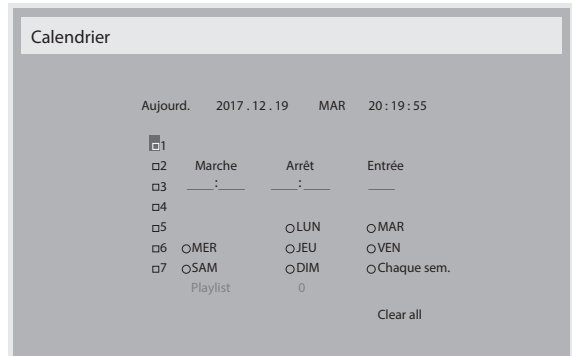 Calendrier
Aujourd. 2017 . 12 . 19 MAR 20 : 19 : 55
1
2 Marche Arrêt Entrée
3 ____:____ ____:____ ____
4
5 LUN MAR
6 MER JEU VEN
7 SAM DIM Chaque sem.
Playlist 0
Clear all